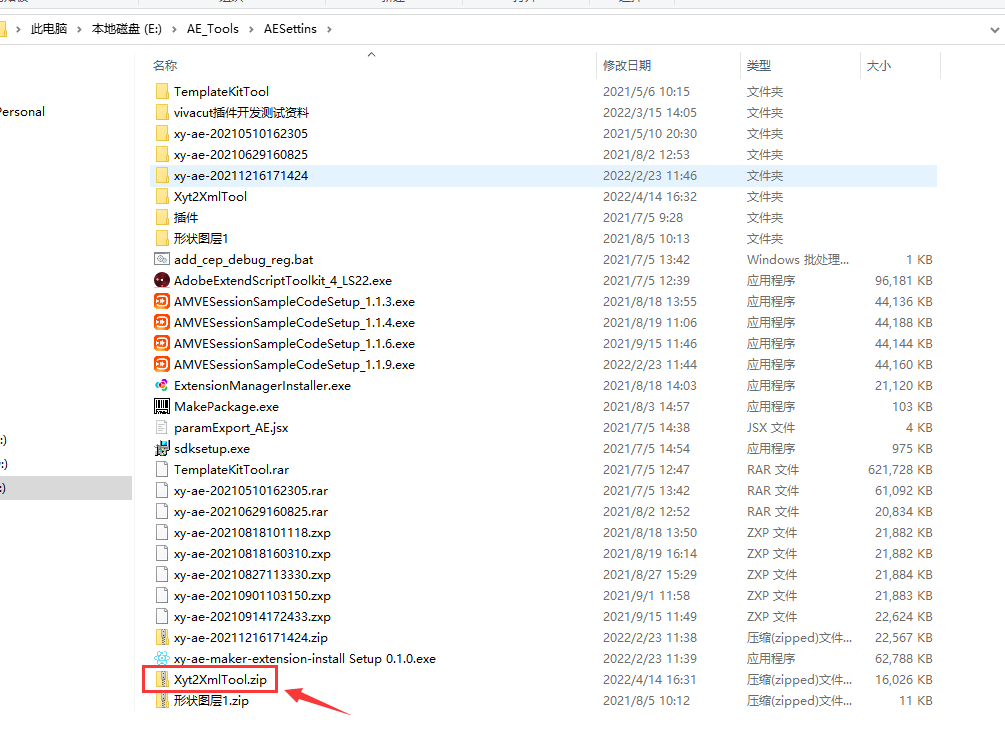 此电脑 › 本地磁盘 (E:) › AE_Tools › AESettins ›
名称 修改日期 类型 大小
Personal
TemplateKitTool 2021/5/6 10:15 文件夹
vivacut插件开发测试资料 2022/3/15 14:05 文件夹
xy-ae-20210510162305 2021/5/10 20:30 文件夹
xy-ae-20210629160825 2021/8/2 12:53 文件夹
xy-ae-20211216171424 2022/2/23 11:46 文件夹
Xyt2XmlTool 2022/4/14 16:32 文件夹
插件 2021/7/5 9:28 文件夹
形状图层1 2021/8/5 10:13 文件夹
add_cep_debug_reg.bat 2021/7/5 13:42 Windows 批处理... 1 KB
AdobeExtendScriptToolkit_4_LS22.exe 2021/7/5 12:39 应用程序 96,181 KB
AMVESessionSampleCodeSetup_1.1.3.exe 2021/8/18 13:55 应用程序 44,136 KB
AMVESessionSampleCodeSetup_1.1.4.exe 2021/8/19 11:06 应用程序 44,188 KB
AMVESessionSampleCodeSetup_1.1.6.exe 2021/9/15 11:46 应用程序 44,144 KB
AMVESessionSampleCodeSetup_1.1.9.exe 2022/2/23 11:44 应用程序 44,160 KB
ExtensionManagerInstaller.exe 2021/8/18 14:03 应用程序 21,120 KB
MakePackage.exe 2021/8/3 14:57 应用程序 103 KB
paramExport_AE.jsx 2021/7/5 14:38 JSX 文件 4 KB
sdksetup.exe 2021/7/5 14:54 应用程序 975 KB
TemplateKitTool.rar 2021/7/5 12:47 RAR 文件 621,728 KB
xy-ae-20210510162305.rar 2021/7/5 13:42 RAR 文件 61,092 KB
xy-ae-20210629160825.rar 2021/8/2 12:52 RAR 文件 20,834 KB
xy-ae-20210818101118.zxp 2021/8/18 13:50 ZXP 文件 21,882 KB
xy-ae-20210818160310.zxp 2021/8/19 16:14 ZXP 文件 21,882 KB
xy-ae-20210827113330.zxp 2021/8/27 15:29 ZXP 文件 21,884 KB
xy-ae-20210901103150.zxp 2021/9/1 11:58 ZXP 文件 21,883 KB
xy-ae-20210914172433.zxp 2021/9/15 11:49 ZXP 文件 22,624 KB
xy-ae-20211216171424.zip 2022/2/23 11:38 压缩(zipped)文件... 22,567 KB
xy-ae-maker-extension-install Setup 0.1.0.exe 2022/2/23 11:39 应用程序 62,788 KB
Xyt2XmlTool.zip 2022/4/14 16:31 压缩(zipped)文件... 16,026 KB
形状图层1.zip 2021/8/5 10:12 压缩(zipped)文件... 11 KB